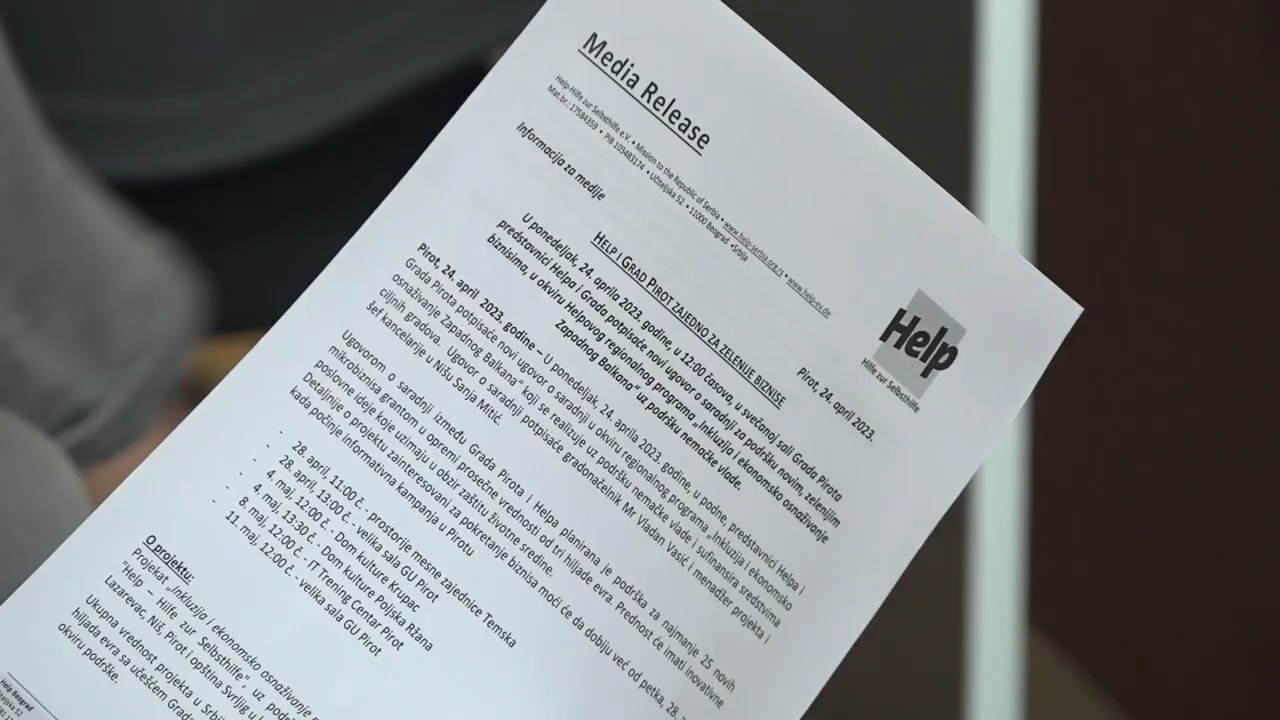 Media Release
Help-Hilfe zur Selbsthilfe e.V. • Mission to the Republic of Serbia • www.help-serbia.org.rs • www.help-ev.de
Mat.br.: 17584359 • PIB 103483174 • Učiteljska 52 • 11000 Beograd •Srbija
Help
Hilfe zur Selbsthilfe
Informacija za medije
Pirot, 24. april 2023.
HELP I GRAD PIROT ZAJEDNO ZA ZELENIJE BIZNISE
U ponedeljak, 24. aprila 2023. godine, u 12:00 časova, u svečanoj sali Grada Pirota
predstavnici Helpa i Grada potpisaće novi ugovor o saradnji za podršku novim, zelenijim
biznisima, u okviru Helpovog regionalnog programa „Inkluzija i ekonomsko osnaživanje
Zapadnog Balkana“ uz podršku nemačke vlade.
Pirot, 24. april 2023. godine – U ponedeljak, 24. aprila 2023. godine, u podne, predstavnici Helpa i
Grada Pirota potpisaće novi ugovor o saradnji u okviru regionalnog programa „Inkluzija i ekonomsko
osnaživanje Zapadnog Balkana“ koji se realizuje uz podršku nemačke vlade i sufinansira sredstvima
ciljnih gradova. Ugovor o saradnji potpisaće gradonačelnik Mr Vladan Vasić i menadžer projekta i
šef kancelarije u Nišu Sanja Mitić.
Ugovorom o saradnji između Grada Pirota i Helpa planirana je podrška za najmanje 25 novih
mikrobiznisa grantom u opremi prosečne vrednosti od tri hiljade evra. Prednost će imati inovativne
poslovne ideje koje uzimaju u obzir zaštitu životne sredine.
Detaljnije o projektu zainteresovani za pokretanje biznisa moći će da dobiju već od petka, 28.
kada počinje informativna kampanja u Pirotu
- 28. april, 11:00 č. - prostorije mesne zajednice Temska
- 28. april, 13:00 č. - velika sala GU Pirot
- 4. maj, 12:00 č. - Dom kulture Krupac
- 4. maj, 13:30 č. - Dom kulture Poljska Ržana
- 8. maj, 12:00 č. - IT Trening Centar Pirot
- 11. maj, 12:00 č. - velika sala GU Pirot
O projektu:
Projekat „Inkluzija i ekonomsko osnaživanje
"Help – Hilfe zur Selbsthilfe", uz
Lazarevac, Niš, Pirot i opština Svrljig u
Ukupna vrednost projekta u
hiljada evra sa učešćem
okviru podrške.
Help Beograd